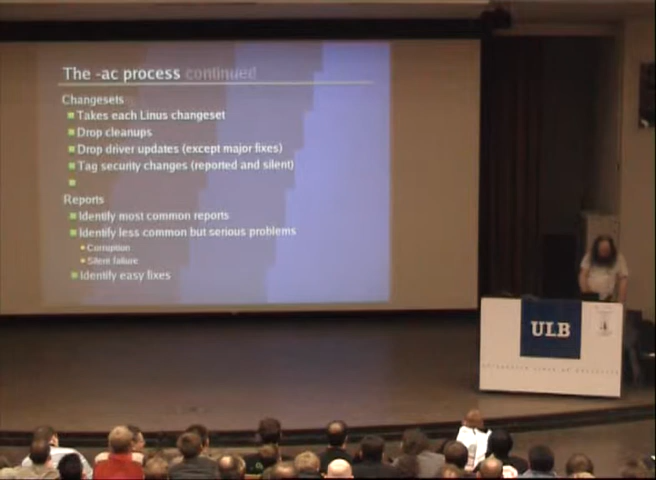 The -ac process continued
Changesets
Takes each Linus changeset
Drop cleanups
Drop driver updates (except major fixes)
Tag security changes (reported and silent)
Reports
Identify most common reports
Identify less common but serious problems
Corruption
Silent failure
Identify easy fixes
ULB